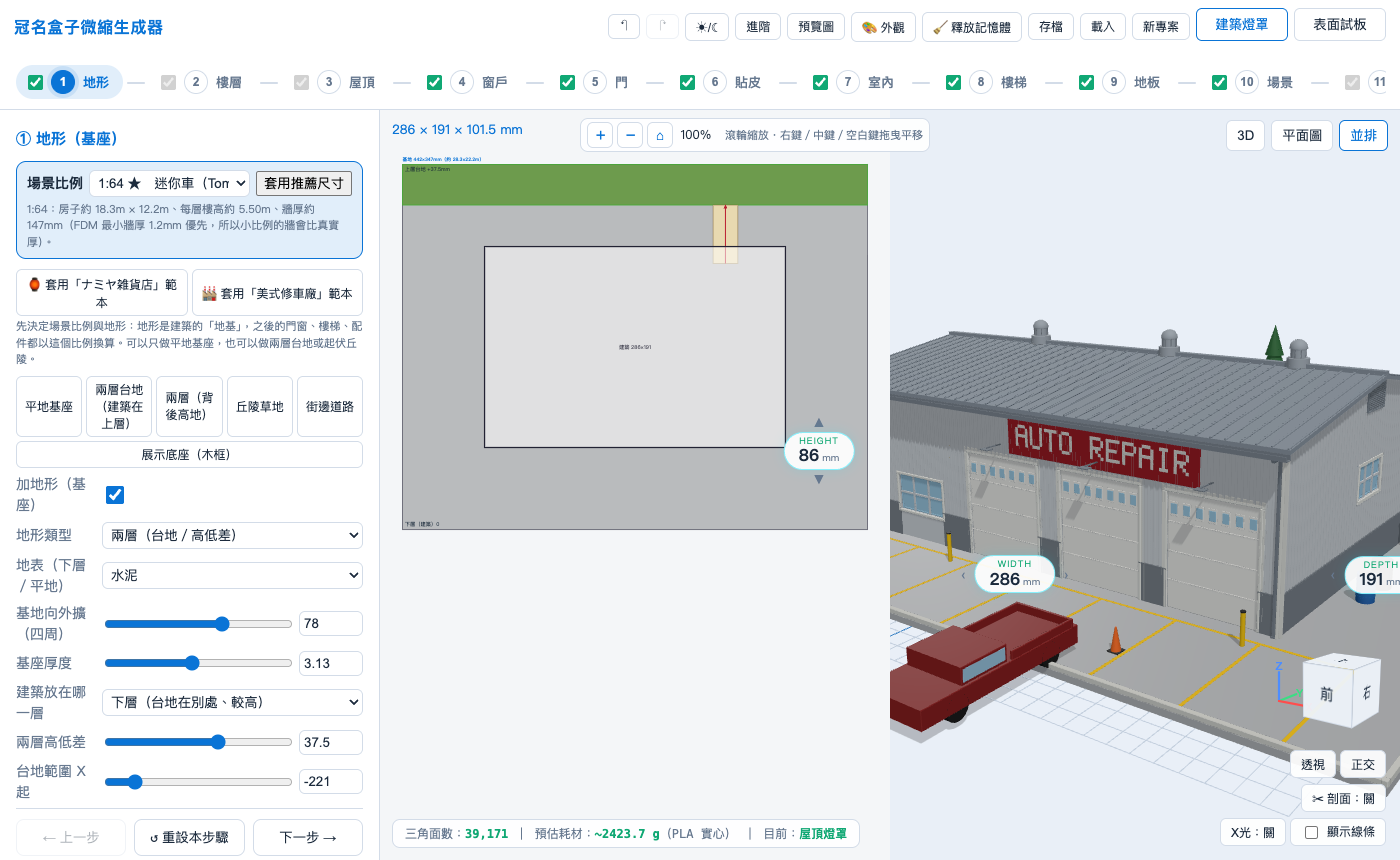 冠名盒子微縮生成器
☀/☾
進階
預覽圖
🎨 外觀
🧹 釋放記憶體
存檔
載入
新專案
建築燈罩
表面試板
1 地形
2 樓層
3 屋頂
4 窗戶
5 門
6 貼皮
7 室內
8 樓梯
9 地板
10 場景
11
① 地形（基座）
場景比例
1:64 ★ 迷你車（Tom
套用推薦尺寸
1:64：房子約 18.3m × 12.2m、每層樓高約 5.50m、牆厚約
147mm（FDM 最小牆厚 1.2mm 優先，所以小比例的牆會比真實
厚）。
🏮 套用「ナミヤ雑貨店」範
本
🏭 套用「美式修車廠」範本
先決定場景比例與地形：地形是建築的「地基」，之後的門窗、樓梯、配
件都以這個比例換算。可以只做平地基座，也可以做兩層台地或起伏丘
陵。
平地基座
兩層台地
（建築在
上層）
兩層（背
後高地）
丘陵草地
街邊道路
展示底座（木框）
加地形（基
座）
地形類型
兩層（台地 / 高低差）
地表（下層
/ 平地）
水泥
基地向外擴
（四周）
78
基座厚度
3.13
建築放在哪
一層
下層（台地在別處、較高）
兩層高低差
37.5
台地範圍 X
起
-221
← 上一步
↺ 重設本步驟
下一步 →
286 × 191 × 101.5 mm
+
−
⌂
100%
滾輪縮放 · 右鍵 / 中鍵 / 空白鍵拖曳平移
3D
平面圖
並排
基地 442x347mm（約 28.3x22.2m）
上層台地 +37.5mm
建築 286x191
下層（建築）0
HEIGHT
86 mm
AUTO REPAIR
WIDTH
286 mm
DEPTH
191 mm
Z
前
右
透視
正交
✂ 剖面：關
X光：關
顯示線條
三角面數：39,171 | 預估耗材：~2423.7 g (PLA 實心) | 目前：屋頂燈罩